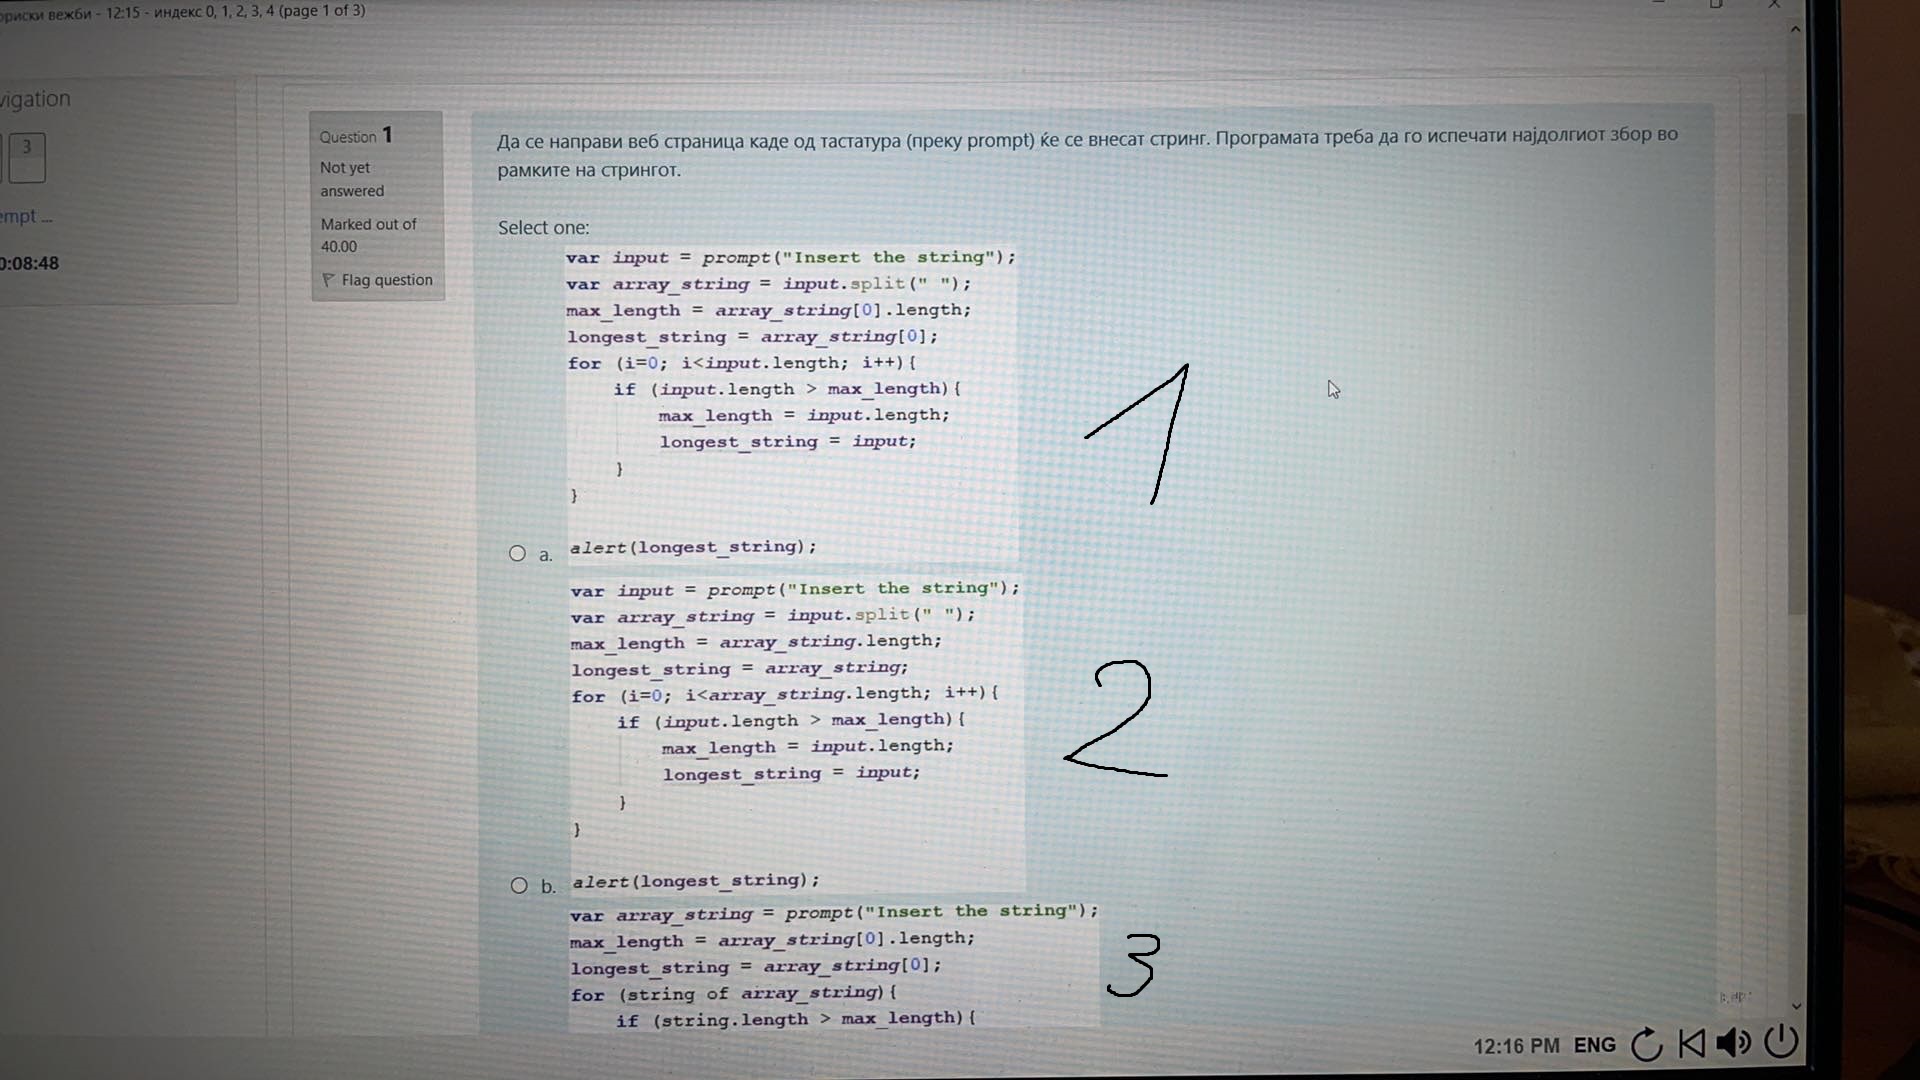 вежби - 12:15 - индекс 0, 1, 2, 3, 4 (page 1 of 3)
3
0:08:48
Question 1
Not yet
answered
Marked out of
40.00
Flag question
Да се направи веб страница каде од тастатура (преку prompt) ќе се внесат стринг. Програмата треба да го испечати најдолгиот збор во
рамките на стрингот.
Select one:
var input = prompt("Insert the string");
var array_string = input.split(" ");
max_length = array_string[0].length;
longest_string = array_string[0];
for (i=0; i<input.length; i++){
if (input.length > max_length){
max_length = input.length;
longest_string = input;
}
}
a. alert(longest_string);
1
var input = prompt("Insert the string");
var array_string = input.split(" ");
max_length = array_string.length;
longest_string = array_string;
for (i=0; i<array_string.length; i++){
if (input.length > max_length){
max_length = input.length;
longest_string = input;
}
}
b. alert(longest_string);
2
var array_string = prompt("Insert the string");
max_length = array_string[0].length;
longest_string = array_string[0];
for (string of array_string){
if (string.length > max_length){
3
12:16 PM ENG